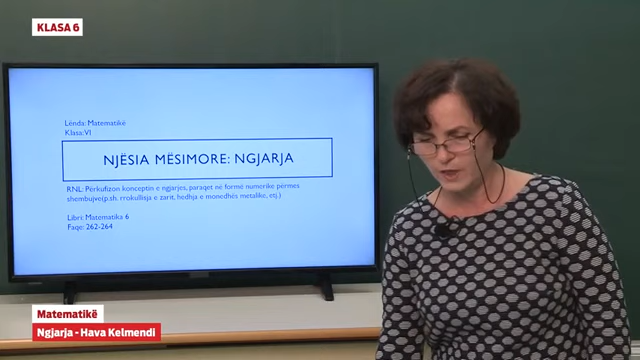 KLASA 6
Lënda: Matematikë
Klasa: VI
NJËSIA MËSIMORE: NGJARJA
RNL: Përkufizon konceptin e ngjarjes, paraqet në formë numerike përmes
shembujve(p.sh. rrokullisja e zarit, hedhja e monedhës metalike, etj.)
Libri: Matematika 6
Faqe: 262-264
Matematikë
Ngjarja - Hava Kelmendi